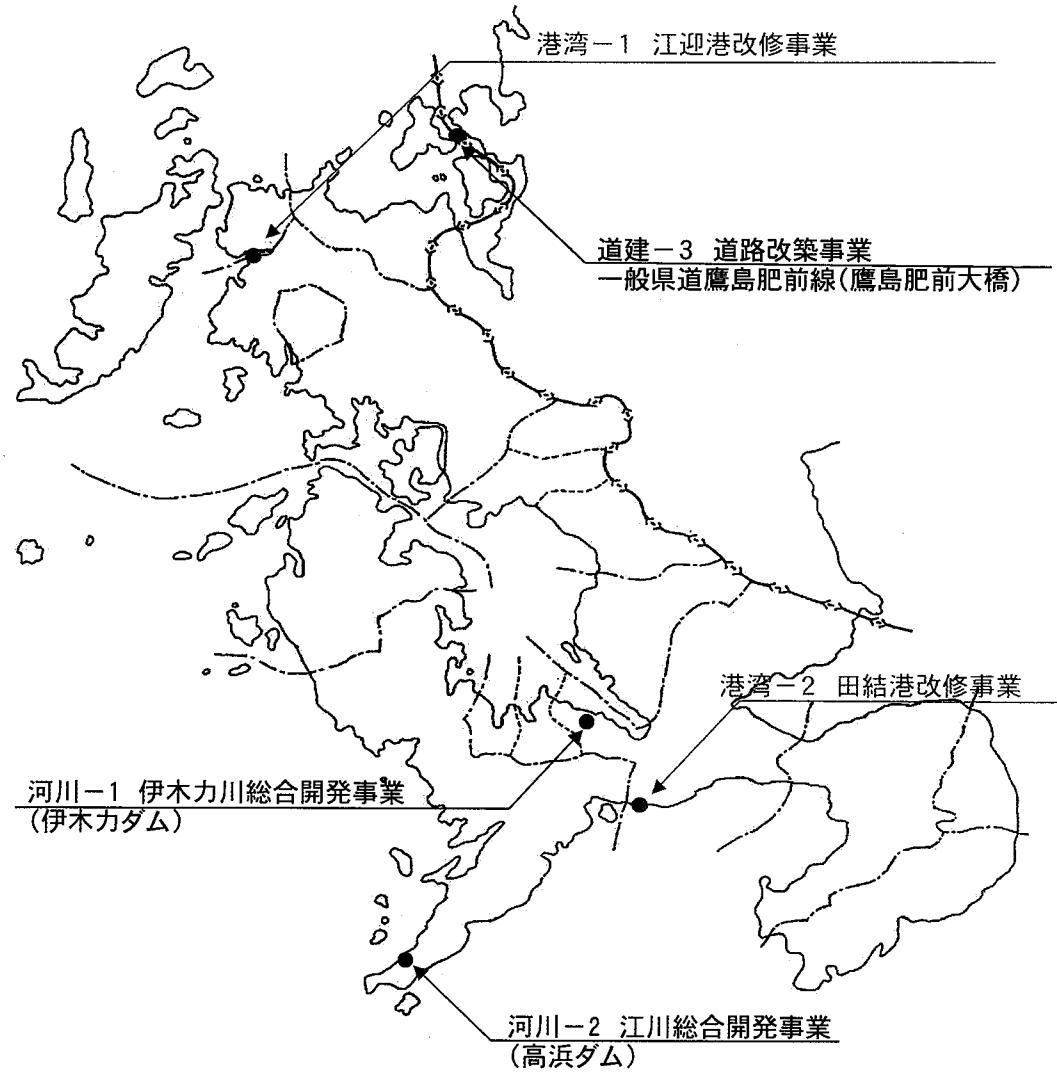 港湾－1 江迎港改修事業
道建－3 道路改築事業
一般県道鷹島肥前線(鷹島肥前大橋)
港湾－2 田結港改修事業
河川－1 伊木力川総合開発事業
(伊木力ダム)
河川－2 江川総合開発事業
(高浜ダム)